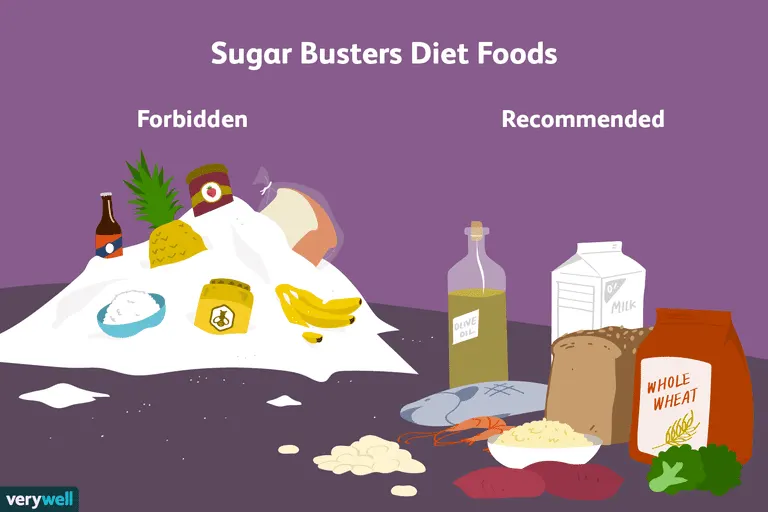 Sugar Busters Diet Foods
Forbidden
Recommended
OLIVE
OIL
MILK
WHOLE
WHEAT
verywell